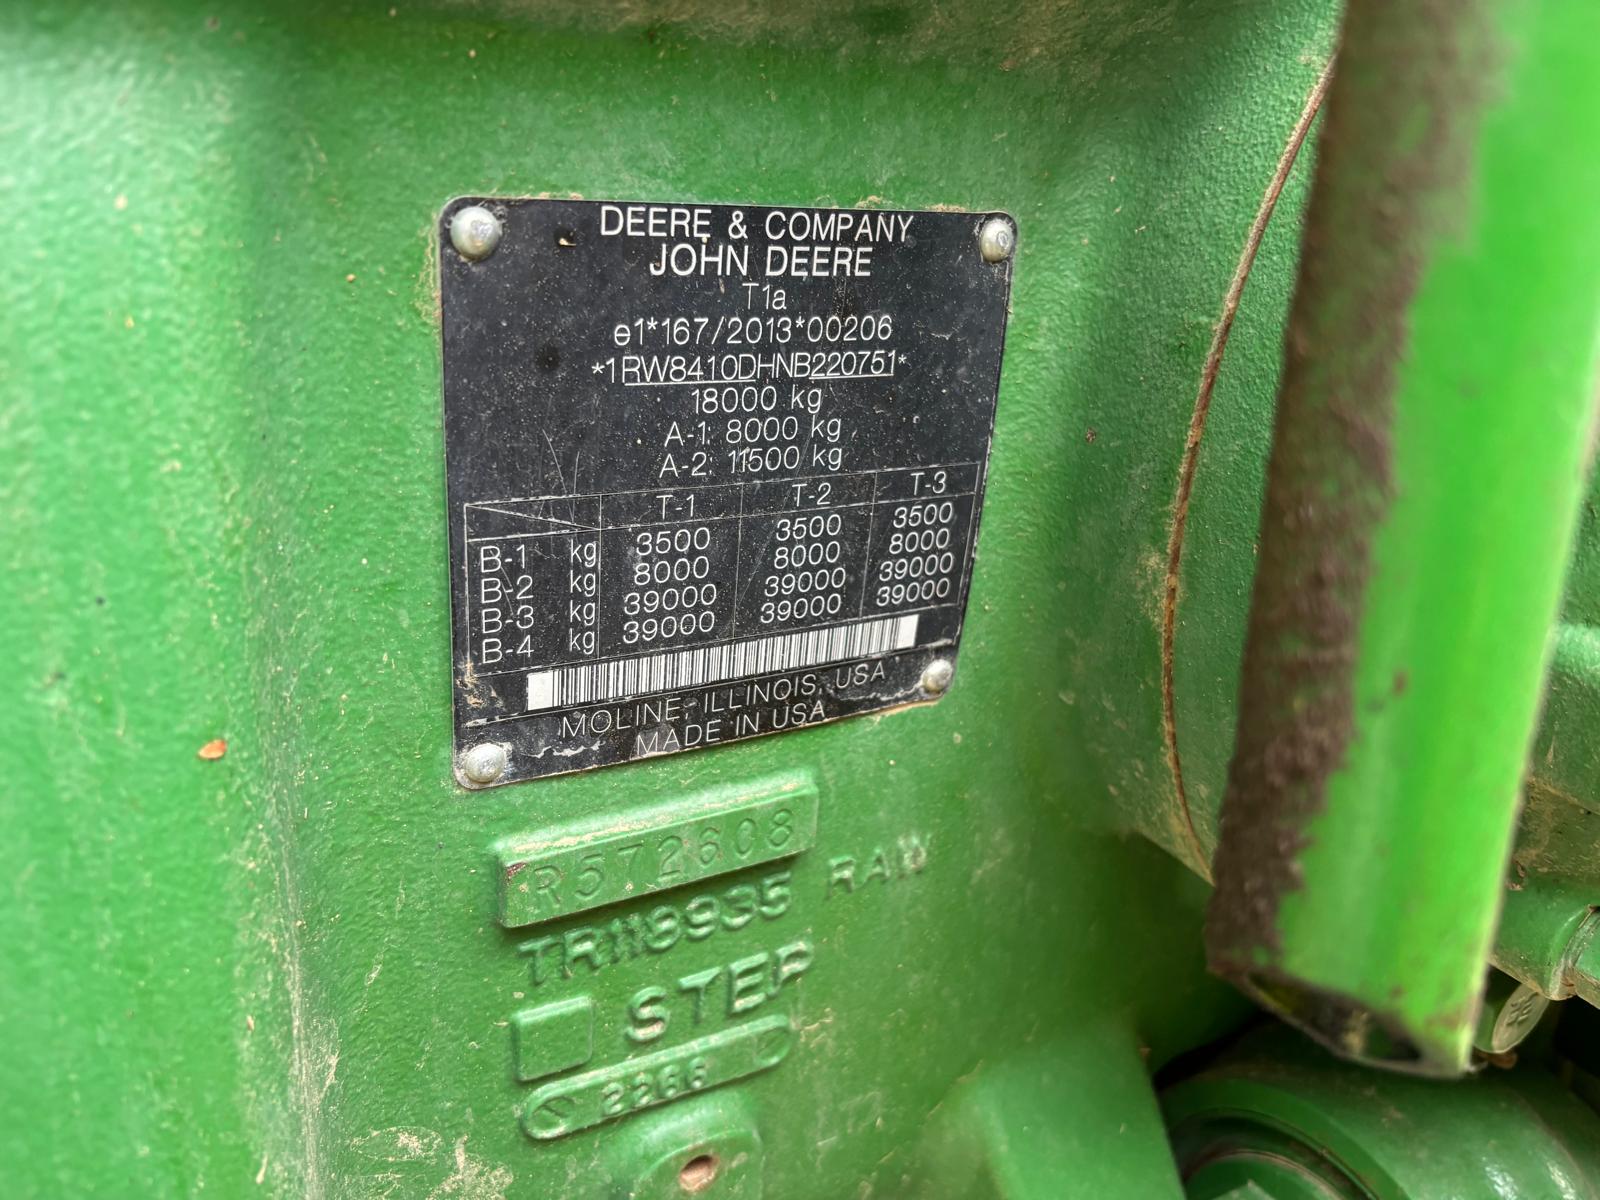 DEERE & COMPANY
JOHN DEERE
T1a
e1*167/2013*00206
*1RW8410DHNB220751*
18000 kg
A-1: 8000 kg
A-2: 11500 kg
T-1 T-2 T-3
B-1 kg 3500 3500 3500
B-2 kg 8000 8000 8000
B-3 kg 39000 39000 39000
B-4 kg 39000 39000 39000
MOLINE, ILLINOIS, USA
MADE IN USA
R572608
TR118935 RAW
STEP
2266